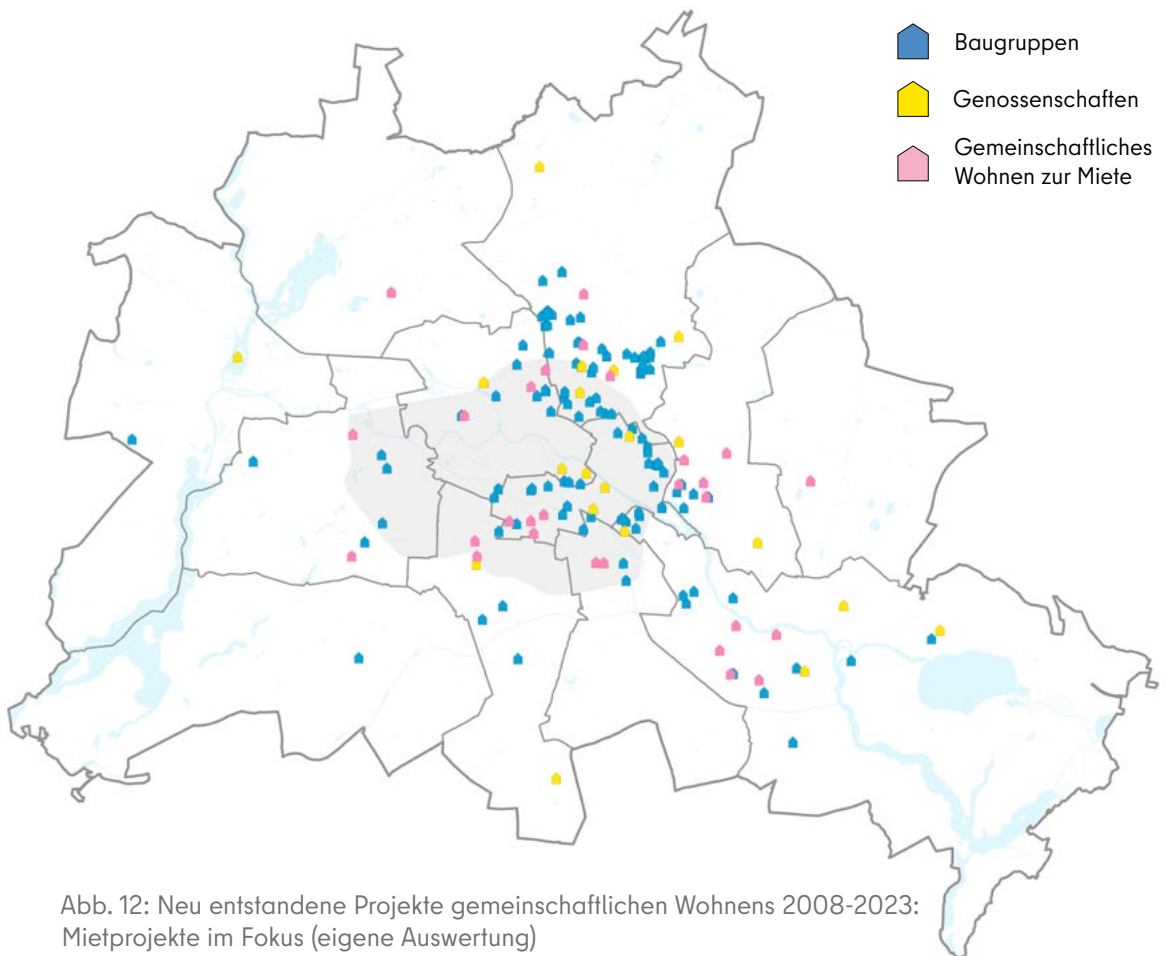 Baugruppen
Genossenschaften
Gemeinschaftliches
Wohnen zur Miete
Abb. 12: Neu entstandene Projekte gemeinschaftlichen Wohnens 2008-2023:
Mietprojekte im Fokus (eigene Auswertung)